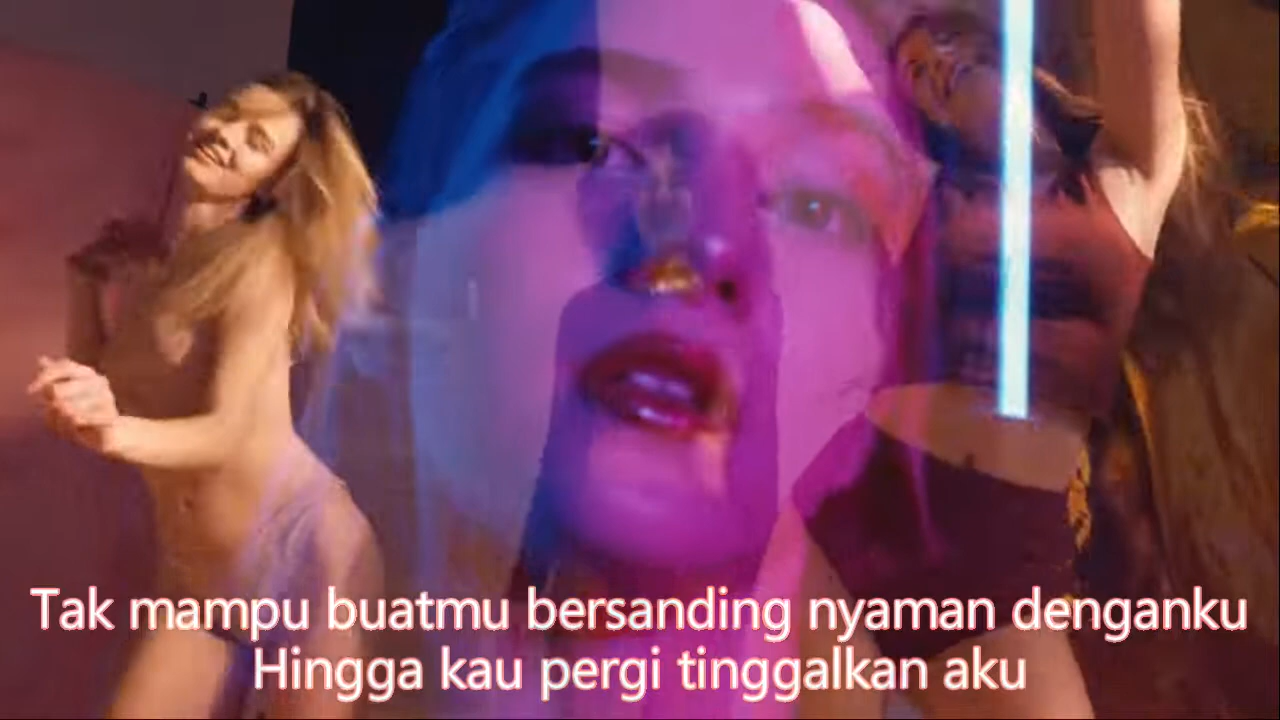 Tak mampu buatmu bersanding nyaman denganku
Hingga kau pergi tinggalkan aku